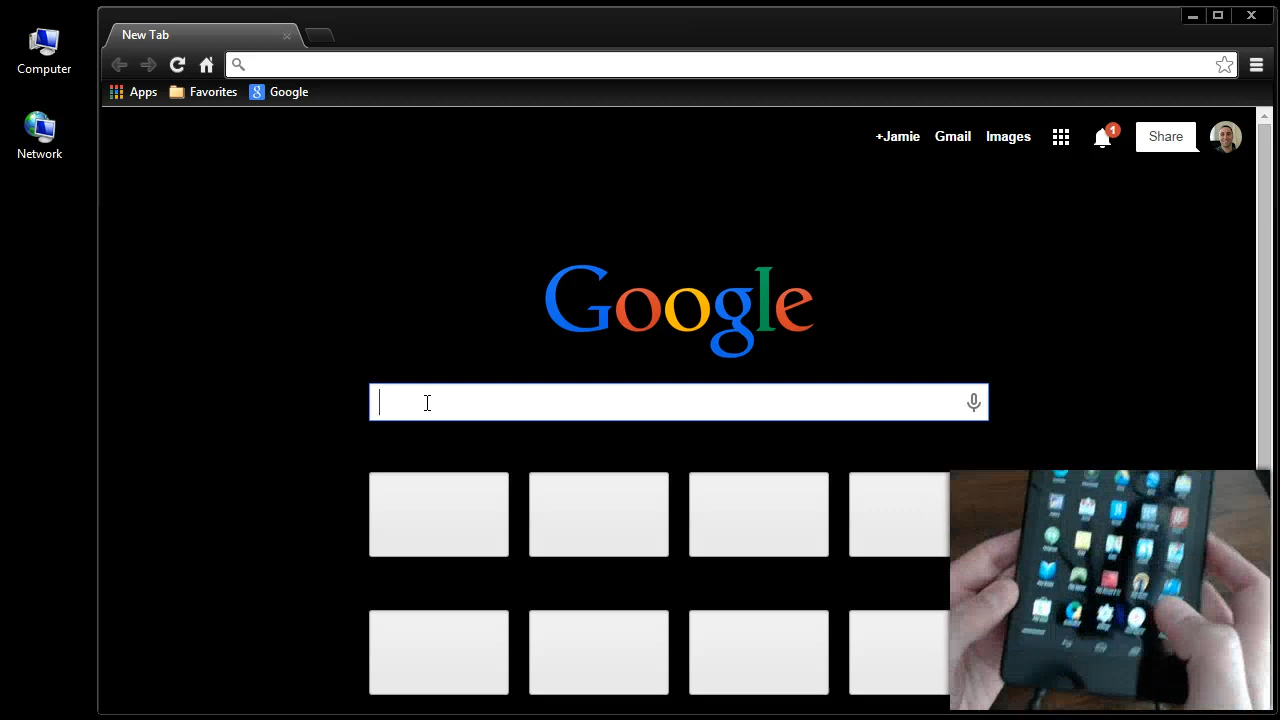 New Tab
Computer
Apps
Favorites
Google
Network
+Jamie
Gmail
Images
1
Share
Google